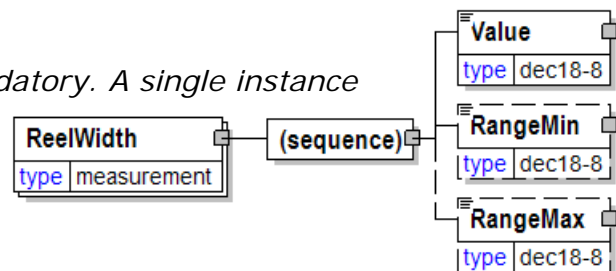 Value
type dec18-8
datory. A single instance
RangeMin
type dec18-8
ReelWidth
(sequence)
type measurement
RangeMax
type dec18-8